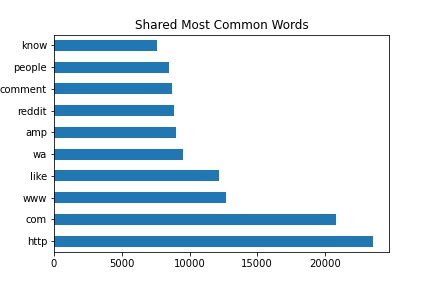 Shared Most Common Words
know
people
comment
reddit
amp
wa
like
www
com
http
0 5000 10000 15000 20000